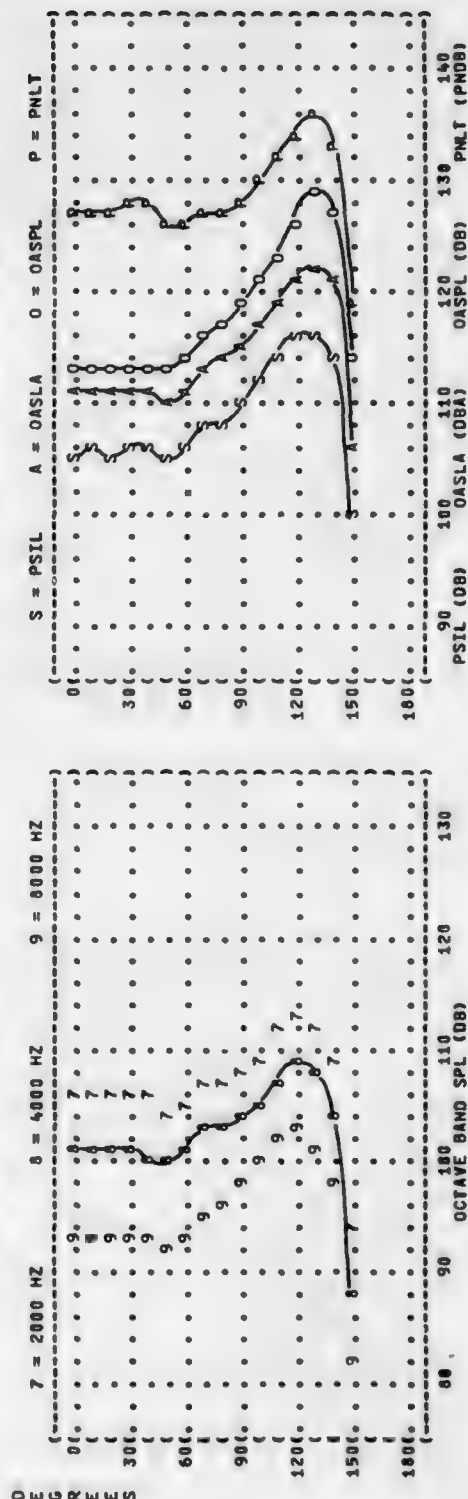 7 = 2000 HZ 8 = 4000 HZ 9 = 8000 HZ
D
E
G
R
E
E
S
0
30
60
90
120
150
180
80 90 180 110 120 130
OCTAVE BAND SPL (DB)
S = PSIL A = OASLA O = OASPL P = PNLT
0
30
60
90
120
150
180
90 100 110 120 130 140
PSIL (DB) OASLA (DBA) OASPL (DB) PNLT (PNDB)